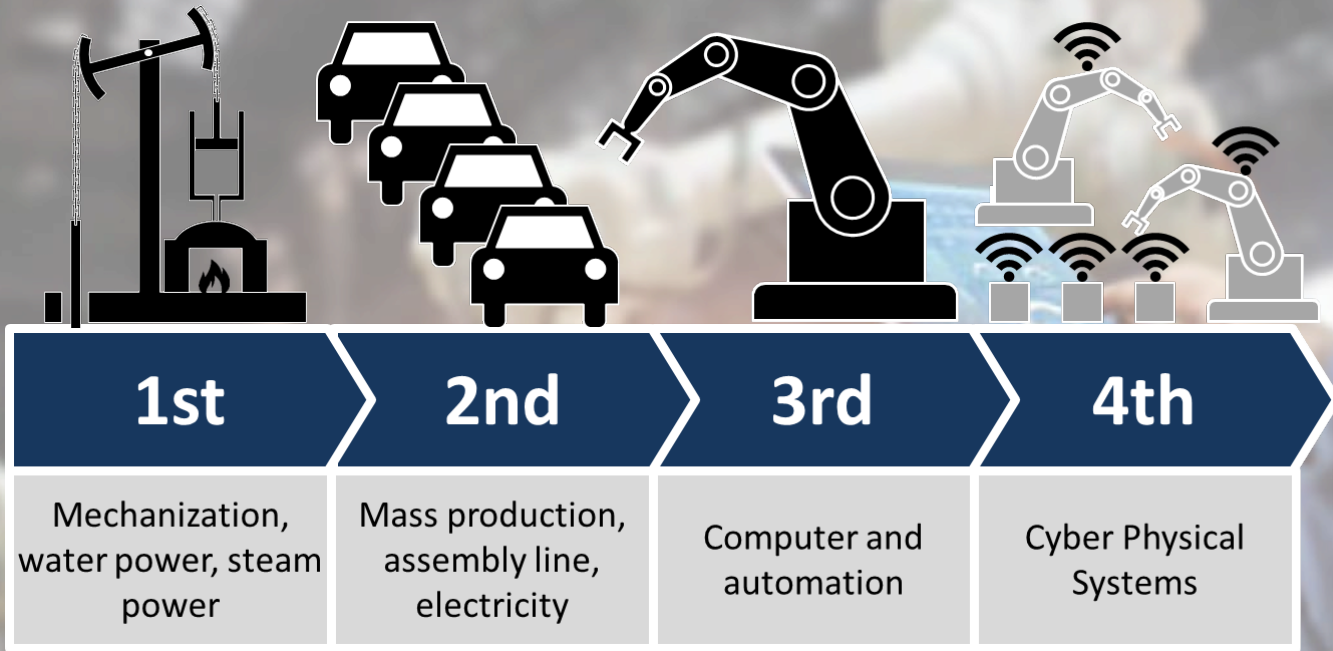 1st
2nd
3rd
4th
Mechanization,
water power, steam
power
Mass production,
assembly line,
electricity
Computer and
automation
Cyber Physical
Systems